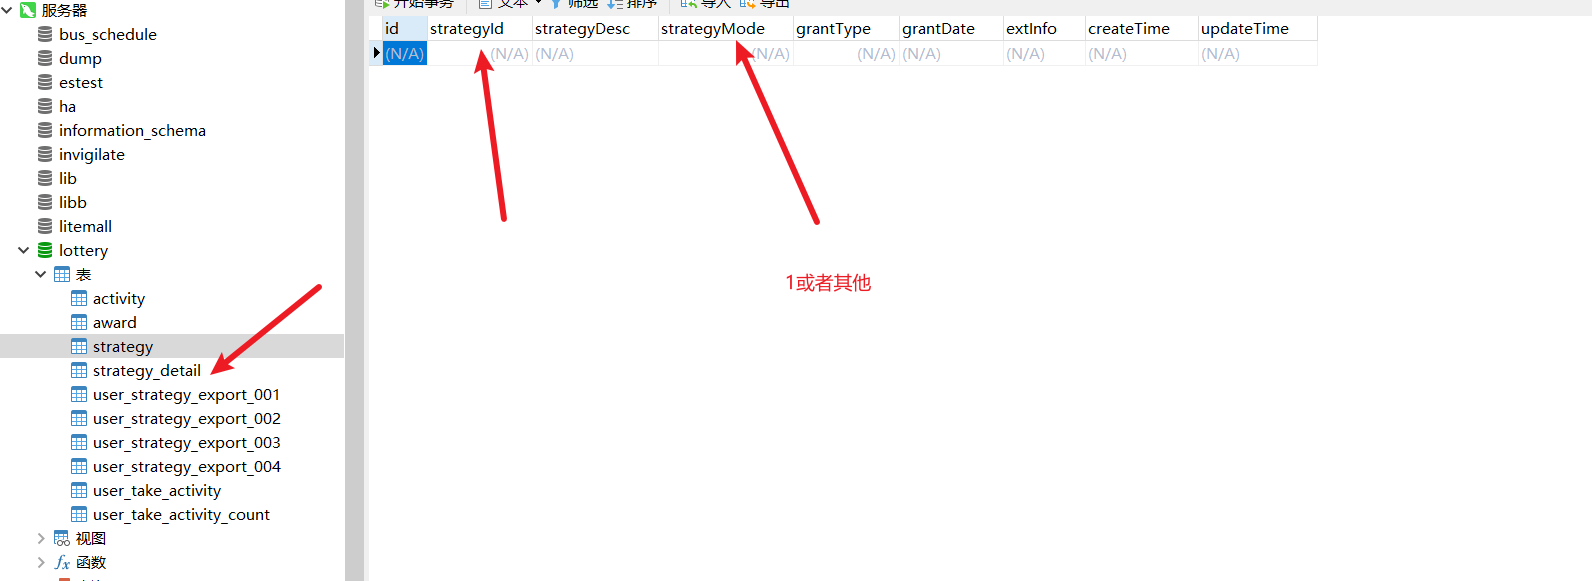 服务器
bus_schedule
dump
estest
ha
information_schema
invigilate
lib
libb
litemall
lottery
表
activity
award
strategy
strategy_detail
user_strategy_export_001
user_strategy_export_002
user_strategy_export_003
user_strategy_export_004
user_take_activity
user_take_activity_count
视图
fx 函数
开始事务 文本 筛选 排序 导入 导出
id strategyId strategyDesc strategyMode grantType grantDate extInfo createTime updateTime
(N/A) (N/A) (N/A) (N/A) (N/A) (N/A) (N/A) (N/A) (N/A)
1或者其他